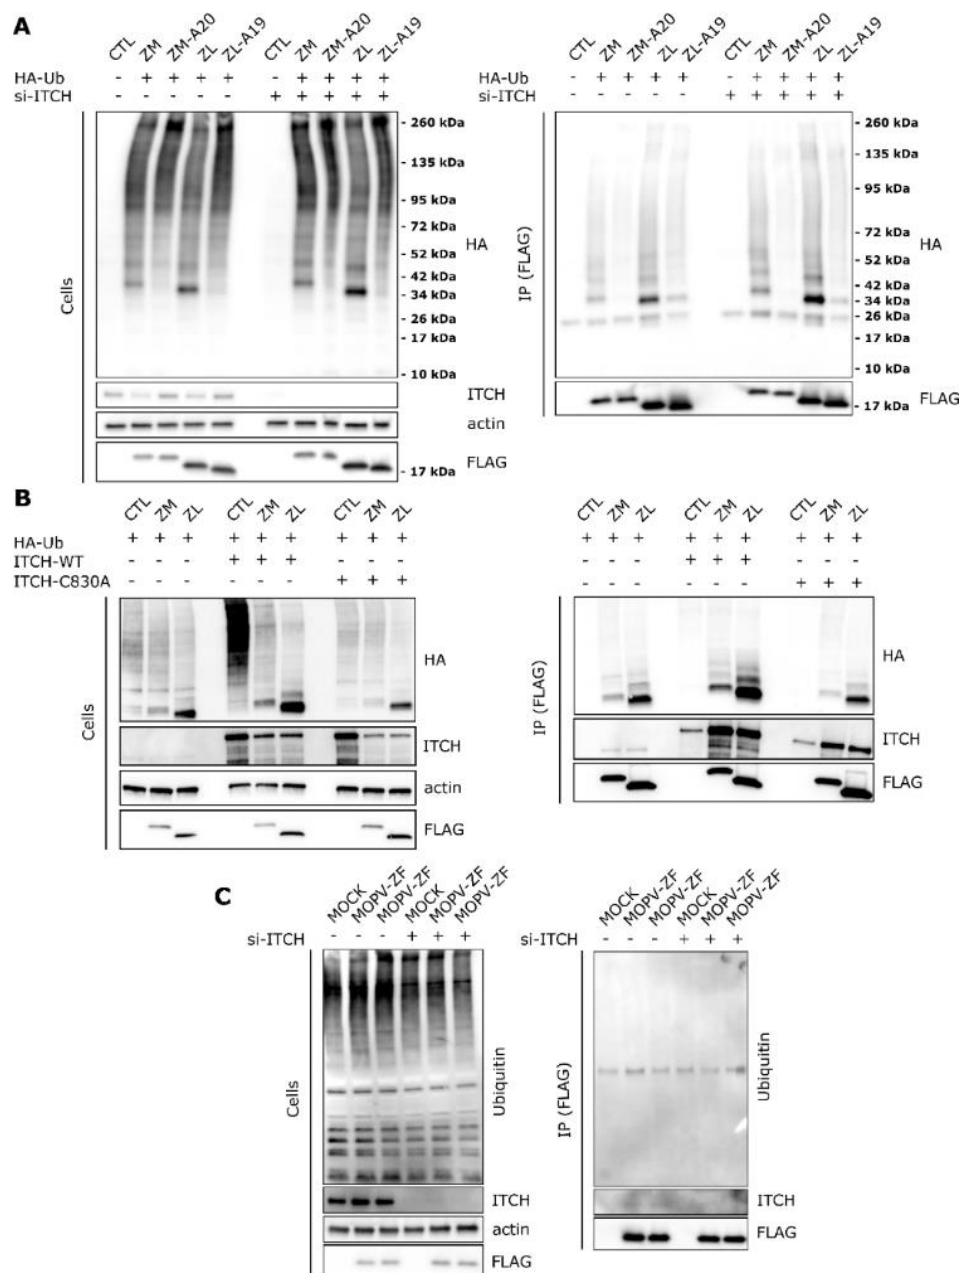 A
CTL ZM ZM-A20 ZL ZL-A19 CTL ZM ZM-A20 ZL ZL-A19
HA-Ub - + + + + - + + + +
si-ITCH - - - - - + + + + +
- 260 kDa
- 135 kDa
- 95 kDa
- 72 kDa
- 52 kDa
- 42 kDa
- 34 kDa
- 26 kDa
- 17 kDa
- 10 kDa
HA
ITCH
actin
FLAG
- 17 kDa
Cells
CTL ZM ZM-A20 ZL ZL-A19 CTL ZM ZM-A20 ZL ZL-A19
HA-Ub - + + + + - + + + +
si-ITCH - - - - - + + + + +
- 260 kDa
- 135 kDa
- 95 kDa
- 72 kDa
- 52 kDa
- 42 kDa
- 34 kDa
- 26 kDa
- 17 kDa
- 10 kDa
HA
- 17 kDa
FLAG
IP (FLAG)
B
CTL ZM ZL CTL ZM ZL CTL ZM ZL
HA-Ub + + + + + + + + +
ITCH-WT - - - + + + - - -
ITCH-C830A - - - - - - + + +
HA
ITCH
actin
FLAG
Cells
CTL ZM ZL CTL ZM ZL CTL ZM ZL
+ + + + + + + + +
- - - + + + - - -
- - - - - - + + +
HA
ITCH
FLAG
IP (FLAG)
C
MOCK MOPV-ZF MOPV-ZF MOCK MOPV-ZF MOPV-ZF
si-ITCH - - - + + +
Ubiquitin
ITCH
actin
FLAG
Cells
MOCK MOPV-ZF MOPV-ZF MOCK MOPV-ZF MOPV-ZF
si-ITCH - - - + + +
Ubiquitin
ITCH
FLAG
IP (FLAG)